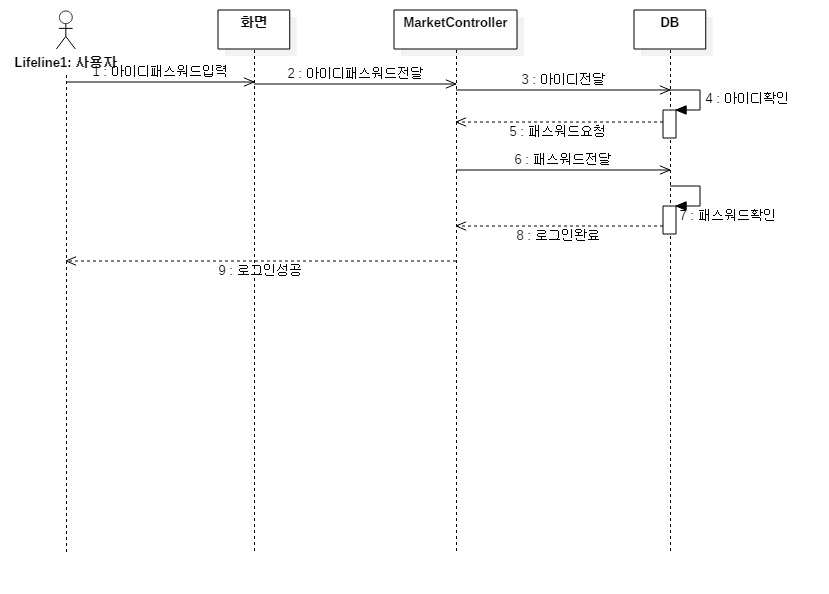 화면
MarketController
DB
Lifeline1: 사용자
1 : 아이디패스워드입력
2 : 아이디패스워드전달
3 : 아이디전달
4 : 아이디확인
5 : 패스워드요청
6 : 패스워드전달
7 : 패스워드확인
8 : 로그인완료
9 : 로그인성공